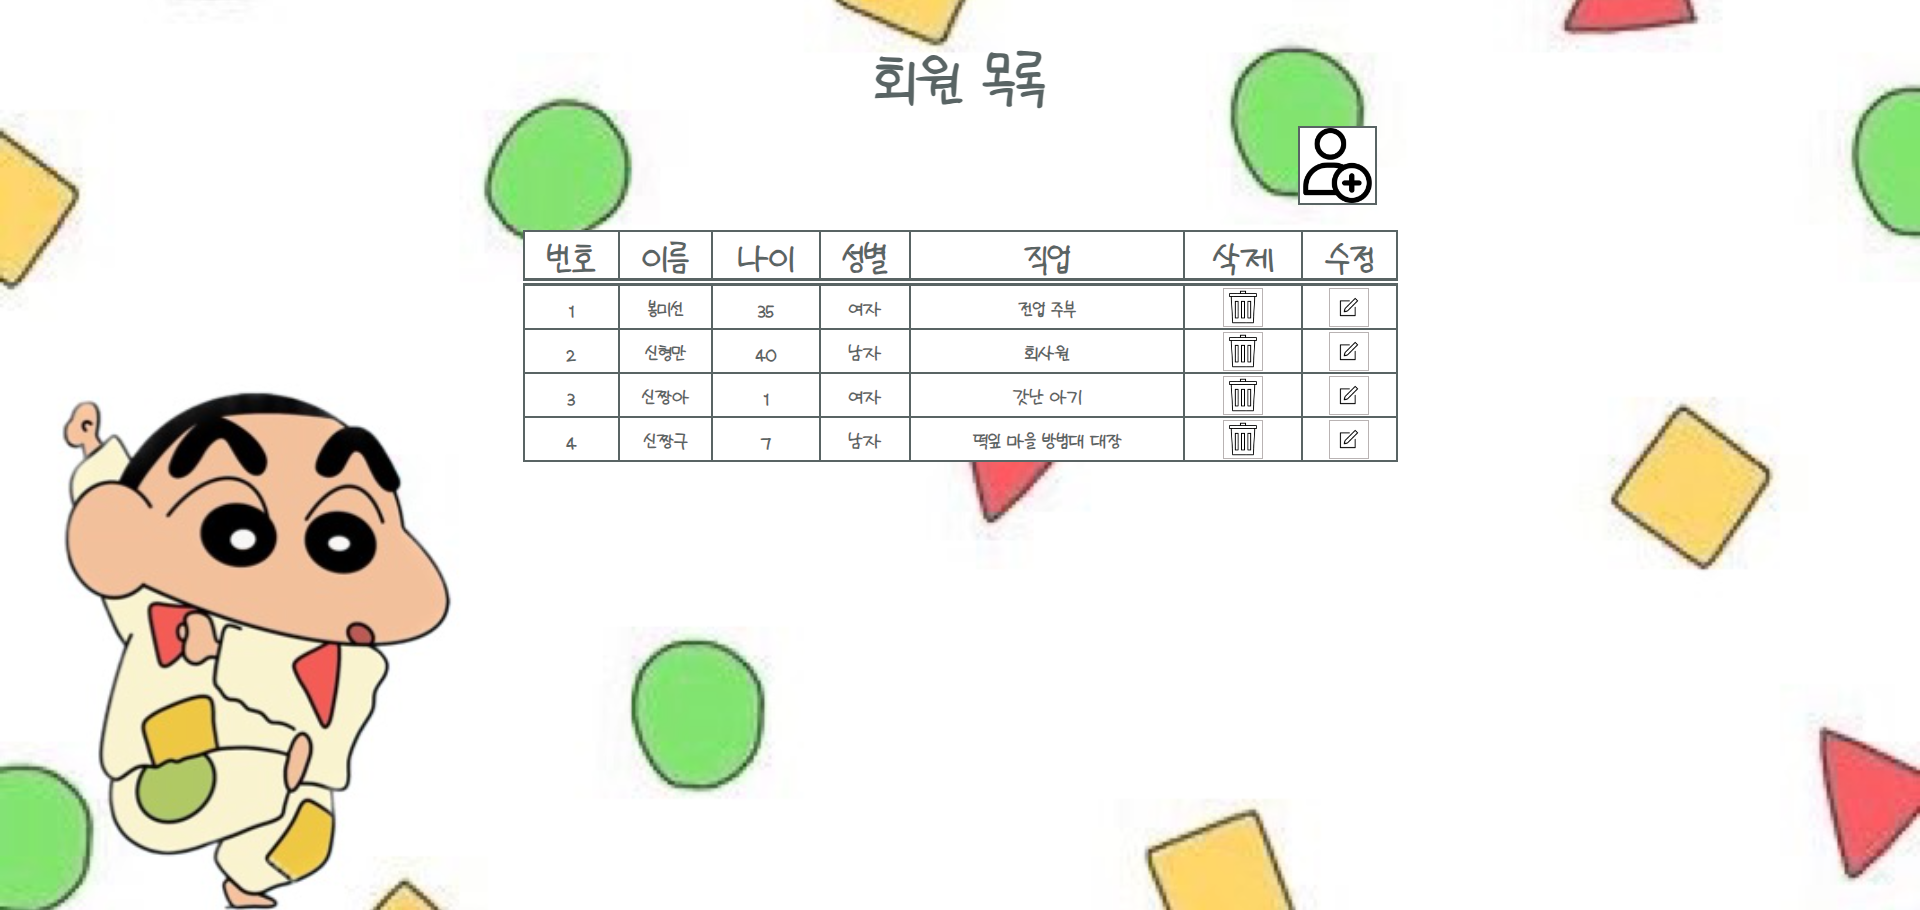 회원 목록
번호 이름 나이 성별 직업 삭제 수정
1 봉미선 35 여자 전업 주부
2 신형만 40 남자 회사원
3 신짱아 1 여자 갓난 아기
4 신짱구 7 남자 떡잎 마을 방범대 대장